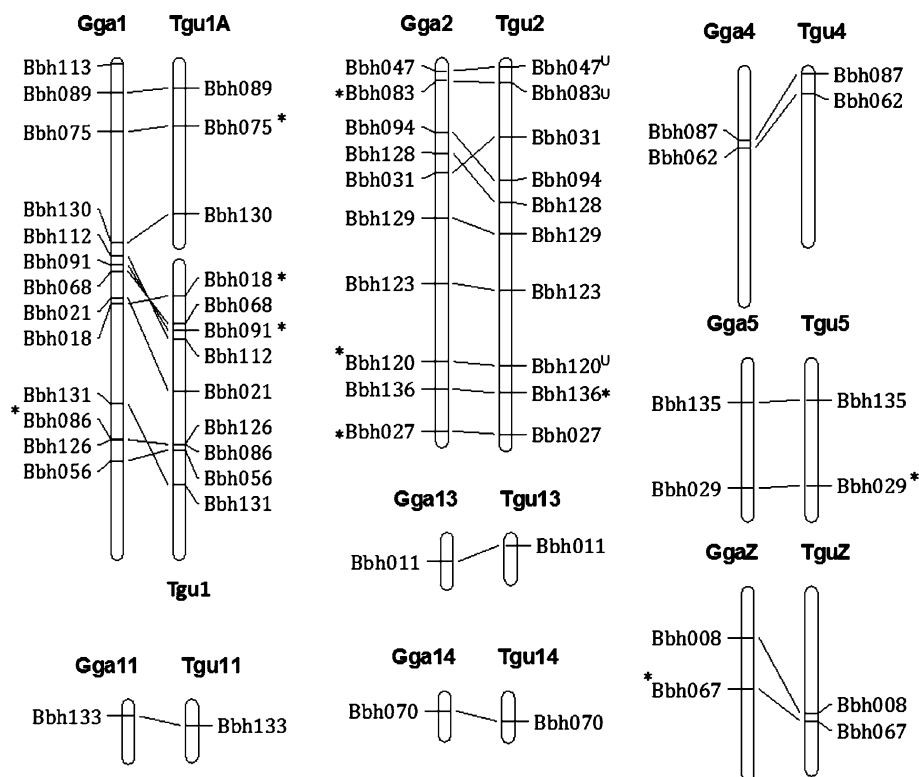 Gga1 Tgu1A
Bbh113
Bbh089 Bbh089
Bbh075 Bbh075*
Bbh130 Bbh130
Bbh112
Bbh091
Bbh068
Bbh021
Bbh018
Bbh131
*Bbh086
Bbh126
Bbh056
Bbh018*
Bbh068
Bbh091*
Bbh112
Bbh021
Bbh126
Bbh086
Bbh056
Bbh131
Tgu1
Gga2 Tgu2
Bbh047 Bbh047U
*Bbh083 Bbh083U
Bbh094
Bbh128
Bbh031
Bbh129
Bbh123
*Bbh120
Bbh136
*Bbh027
Bbh031
Bbh094
Bbh128
Bbh129
Bbh123
Bbh120U
Bbh136*
Bbh027
Gga4 Tgu4
Bbh087 Bbh087
Bbh062 Bbh062
Gga5 Tgu5
Bbh135 Bbh135
Bbh029 Bbh029*
Gga13 Tgu13
Bbh011 Bbh011
GgaZ TguZ
Bbh008 Bbh008
*Bbh067 Bbh067
Gga11 Tgu11
Bbh133 Bbh133
Gga14 Tgu14
Bbh070 Bbh070